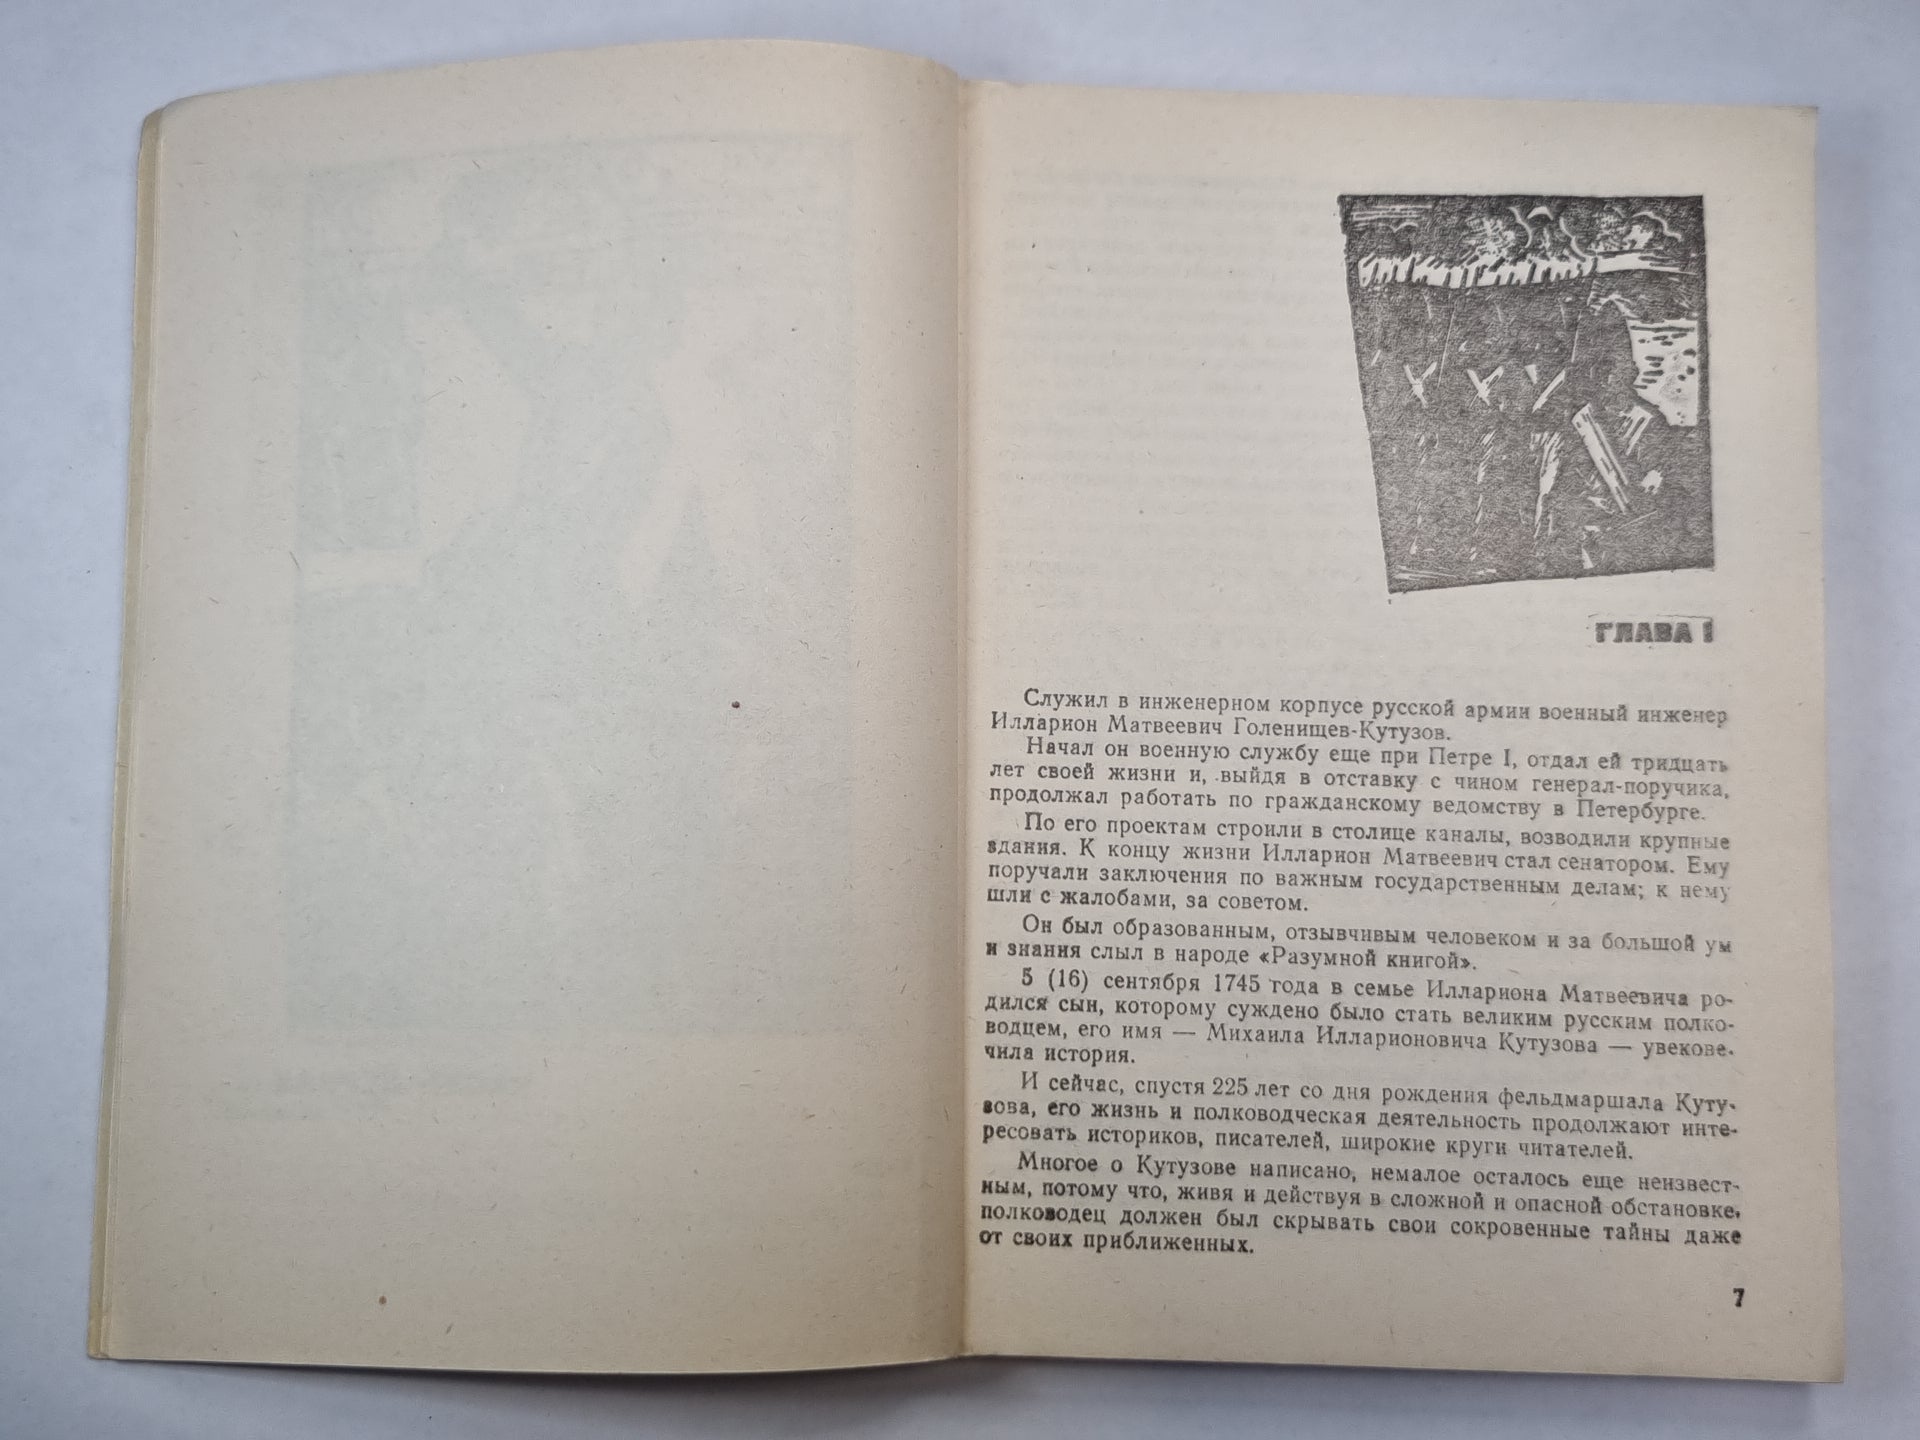 ГЛАВА I
Служил в инженерном корпусе русской армии военный инженер
Илларион Матвеевич Голенищев-Кутузов.
Начал он военную службу еще при Петре I, отдал ей тридцать
лет своей жизни и, выйдя в отставку с чином генерал-поручика,
продолжал работать по гражданскому ведомству в Петербурге.
По его проектам строили в столице каналы, возводили крупные
здания. К концу жизни Илларион Матвеевич стал сенатором. Ему
поручали заключения по важным государственным делам; к нему
шли с жалобами, за советом.
Он был образованным, отзывчивым человеком и за большой ум
и знания слыл в народе «Разумной книгой».
5 (16) сентября 1745 года в семье Иллариона Матвеевича ро-
дился сын, которому суждено было стать великим русским полко-
водцем, его имя — Михаила Илларионовича Кутузова — увекове-
чила история.
И сейчас, спустя 225 лет со дня рождения фельдмаршала Куту-
зова, его жизнь и полководческая деятельность продолжают инте-
ресовать историков, писателей, широкие круги читателей.
Многое о Кутузове написано, немалое осталось еще неизвест-
ным, потому что, живя и действуя в сложной и опасной обстановке,
полководец должен был скрывать свои сокровенные тайны даже
от своих приближенных.
7